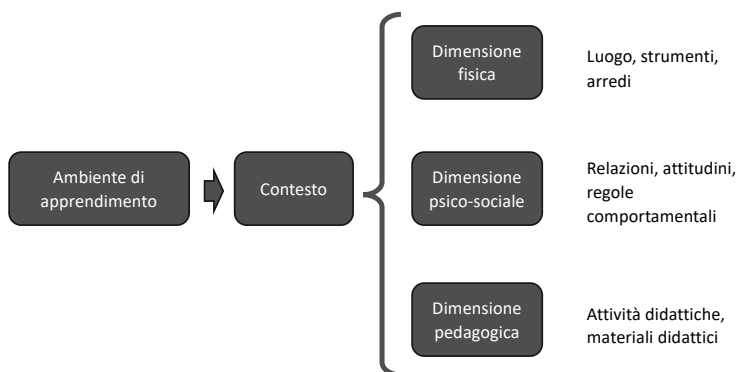 Ambiente di
apprendimento
Contesto
Dimensione
fisica
Luogo, strumenti,
arredi
Dimensione
psico-sociale
Relazioni, attitudini,
regole
comportamentali
Dimensione
pedagogica
Attività didattiche,
materiali didattici